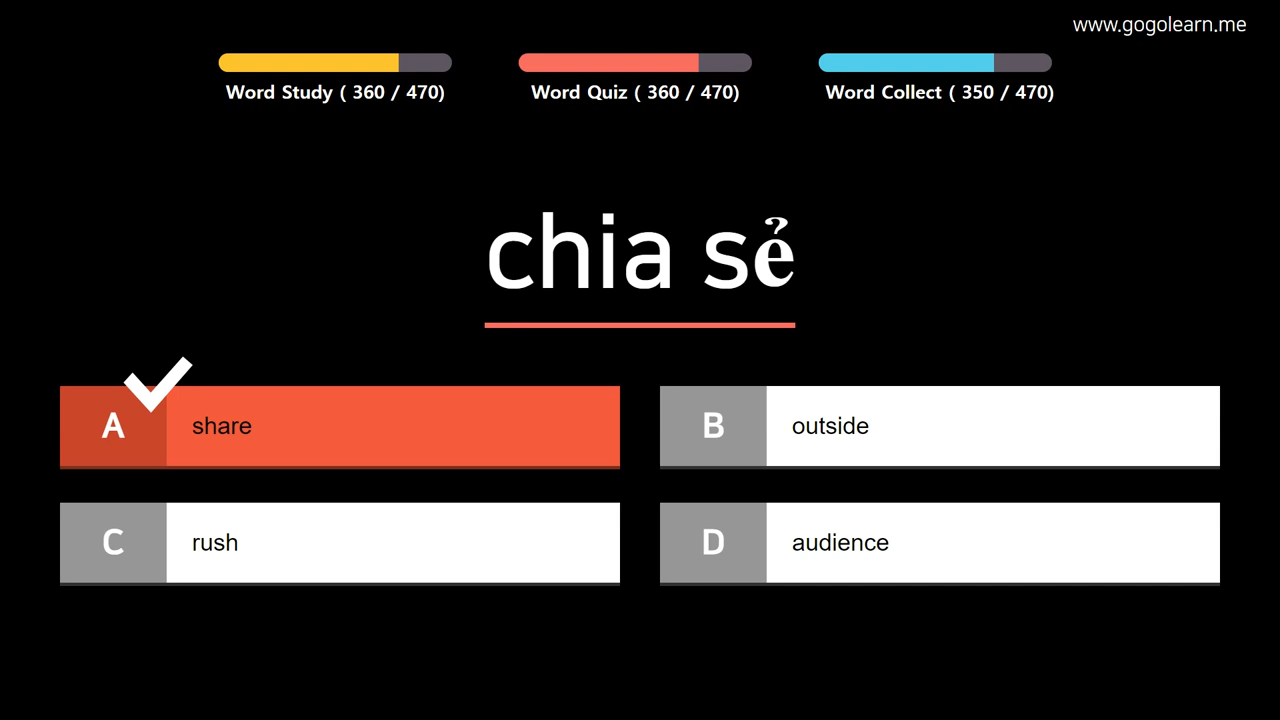 www.gogolearn.me
Word Study ( 360 / 470)
Word Quiz ( 360 / 470)
Word Collect ( 350 / 470)
chia sẻ
A share
B outside
C rush
D audience